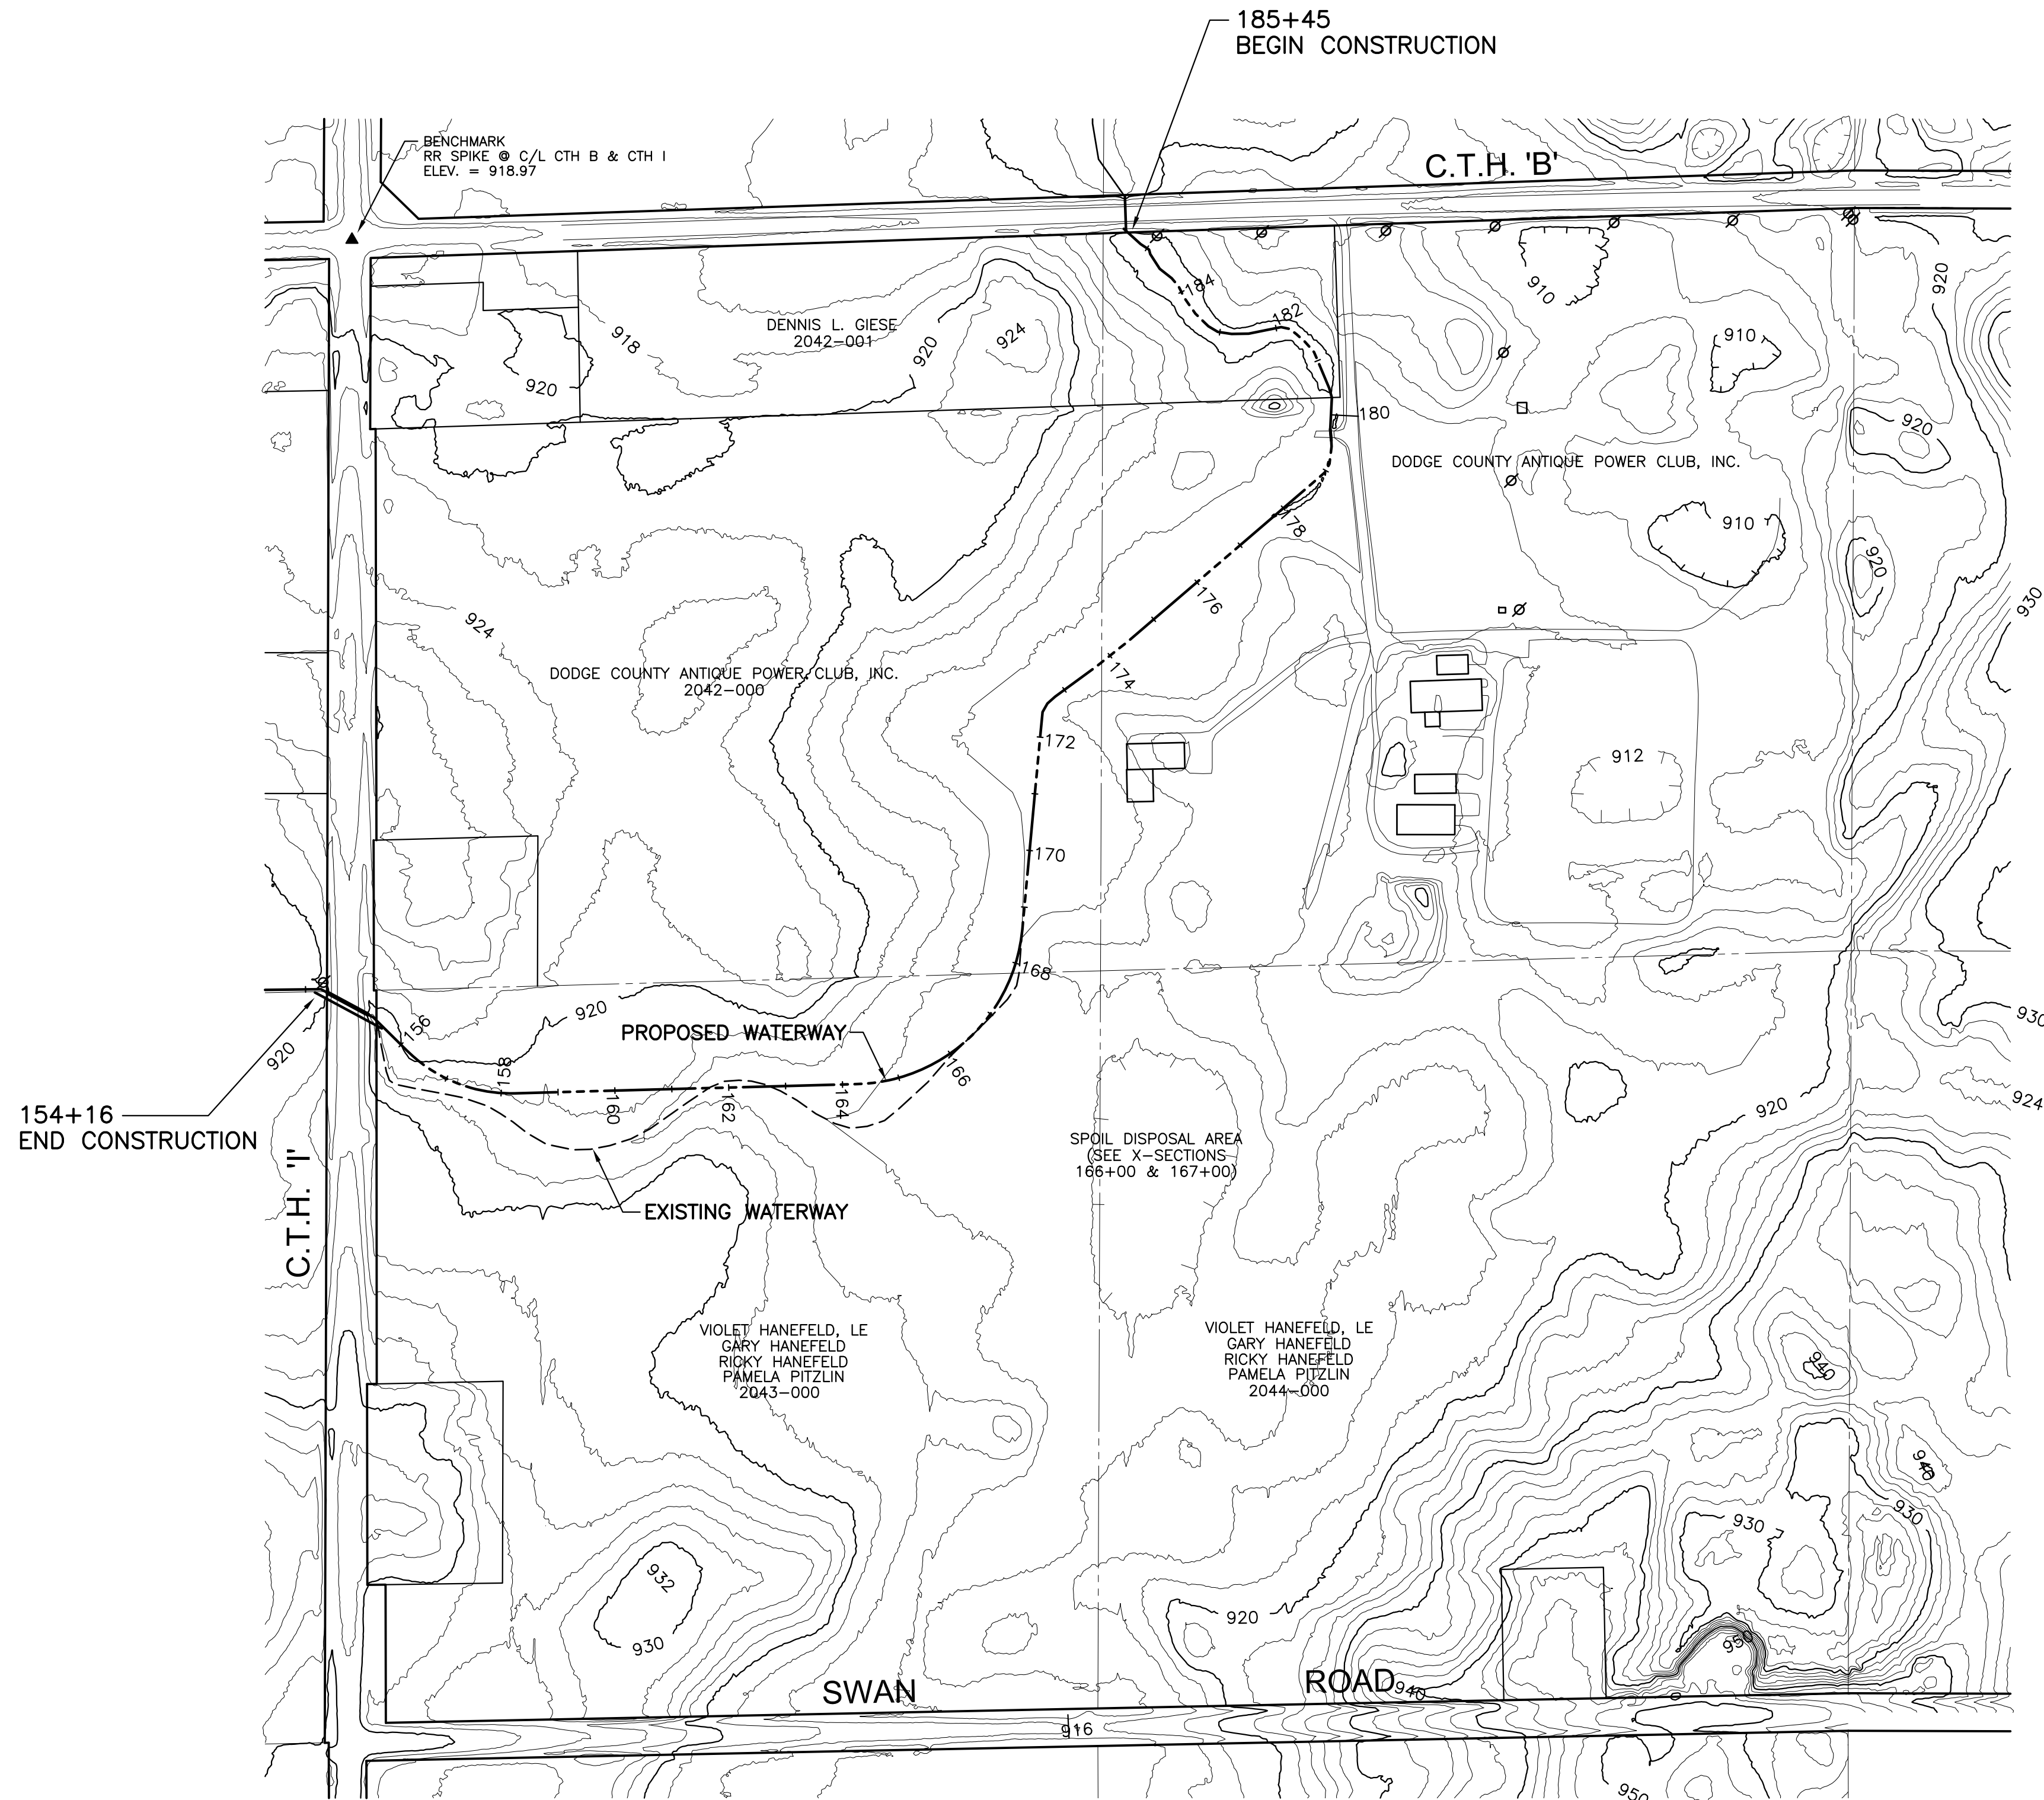 185+45
BEGIN CONSTRUCTION
BENCHMARK
RR SPIKE @ C/L CTH B & CTH I
ELEV. = 918.97
C.T.H. 'B'
184
182
910
920
918
DENNIS L. GIESE
2042-001
920
924
910
920
180
920
DODGE COUNTY ANTIQUE POWER CLUB, INC.
178
910
920
176
930
924
DODGE COUNTY ANTIQUE POWER CLUB, INC.
2042-000
174
172
912
170
168
920
156
PROPOSED WATERWAY
930
920
158
166
160
162
164
924
920
154+16
END CONSTRUCTION
SPOIL DISPOSAL AREA
(SEE X-SECTIONS
166+00 & 167+00)
C.T.H. 'I'
EXISTING WATERWAY
VIOLET HANEFELD, LE
GARY HANEFELD
RICKY HANEFELD
PAMELA PITZLIN
2043-000
VIOLET HANEFELD, LE
GARY HANEFELD
RICKY HANEFELD
PAMELA PITZLIN
2044-000
940
930
930
932
920
930
950
SWAN ROAD
940
916
950